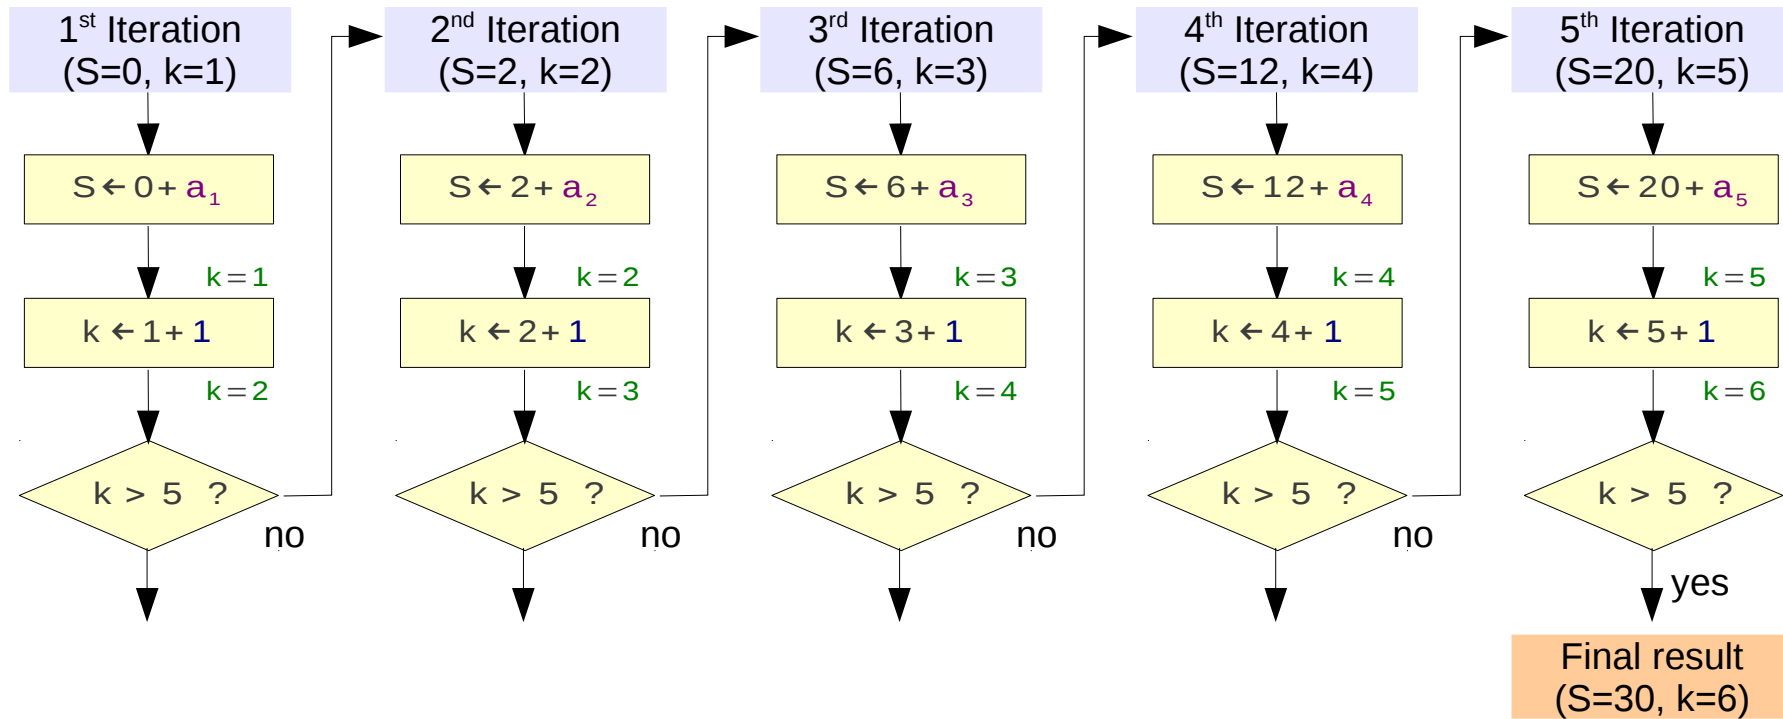 1st Iteration
(S=0, k=1)
S ← 0 + a₁
k = 1
k ← 1 + 1
k = 2
k > 5 ?
no
2nd Iteration
(S=2, k=2)
S ← 2 + a₂
k = 2
k ← 2 + 1
k = 3
k > 5 ?
no
3rd Iteration
(S=6, k=3)
S ← 6 + a₃
k = 3
k ← 3 + 1
k = 4
k > 5 ?
no
4th Iteration
(S=12, k=4)
S ← 12 + a₄
k = 4
k ← 4 + 1
k = 5
k > 5 ?
no
5th Iteration
(S=20, k=5)
S ← 20 + a₅
k = 5
k ← 5 + 1
k = 6
k > 5 ?
yes
Final result
(S=30, k=6)